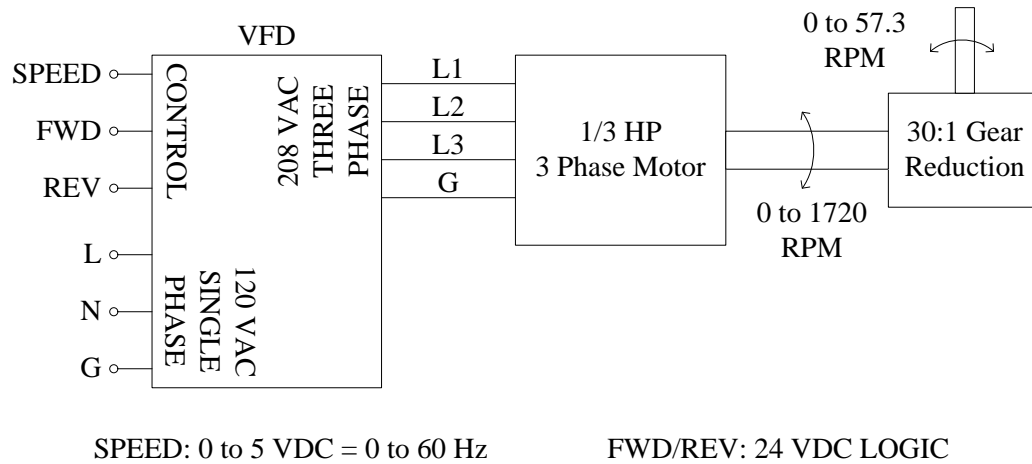 VFD
SPEED
FWD
REV
L
N
G
CONTROL
120 VAC
SINGLE
PHASE
208 VAC
THREE
PHASE
L1
L2
L3
G
1/3 HP
3 Phase Motor
0 to 1720
RPM
0 to 57.3
RPM
30:1 Gear
Reduction
SPEED: 0 to 5 VDC = 0 to 60 Hz
FWD/REV: 24 VDC LOGIC